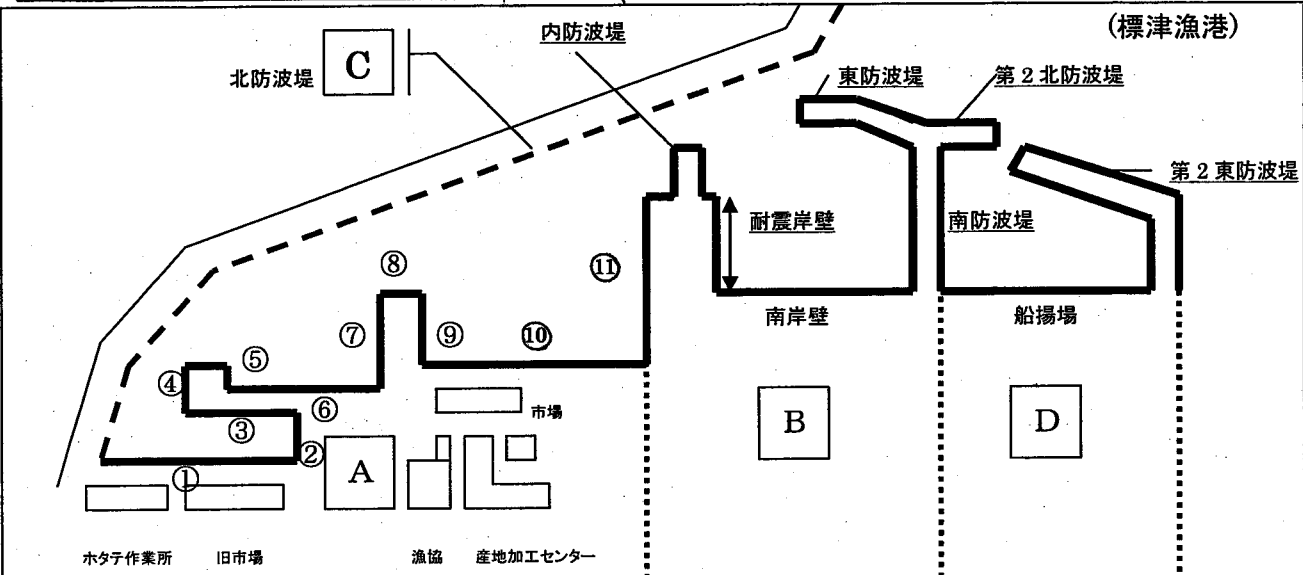 (標津漁港)
内防波堤
北防波堤
C
東防波堤
第2北防波堤
第2東防波堤
耐震岸壁
南防波堤
⑧
⑪
南岸壁
船揚場
⑦
⑨
⑩
⑤
④
⑥
市場
③
②
①
A
B
D
ホタテ作業所
旧市場
漁協
産地加工センター